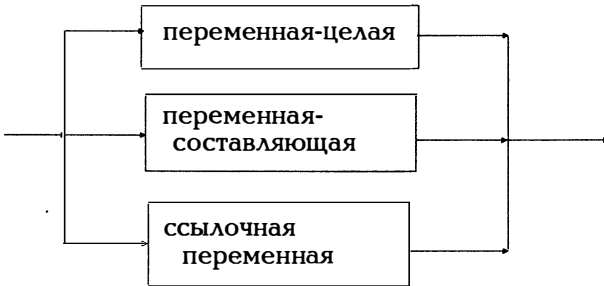 переменная-целая
переменная-
составляющая
ссылочная
переменная